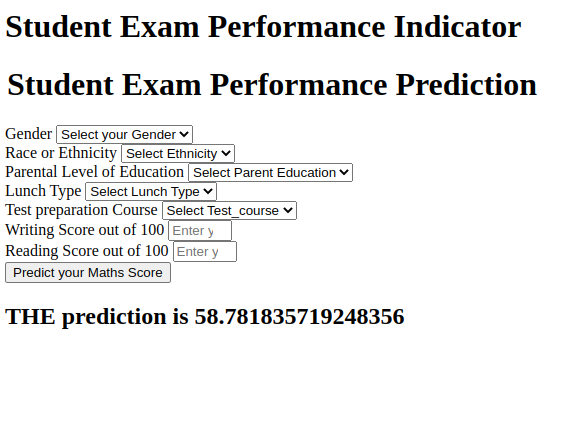 Student Exam Performance Indicator
Student Exam Performance Prediction
Gender Select your Gender
Race or Ethnicity Select Ethnicity
Parental Level of Education Select Parent Education
Lunch Type Select Lunch Type
Test preparation Course Select Test_course
Writing Score out of 100 Enter y
Reading Score out of 100 Enter y
Predict your Maths Score
THE prediction is 58.781835719248356